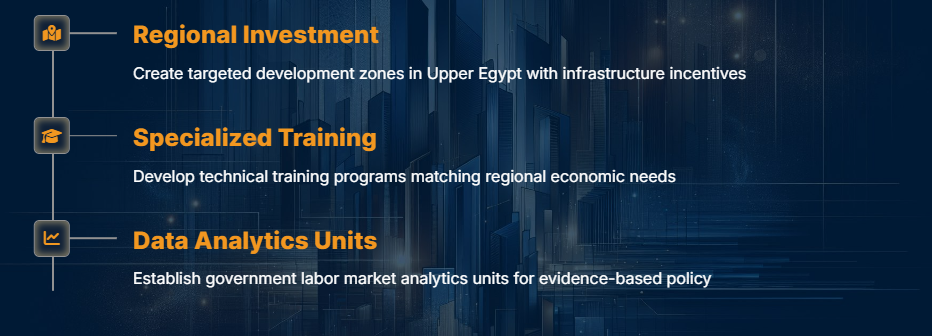 Regional Investment
Create targeted development zones in Upper Egypt with infrastructure incentives
Specialized Training
Develop technical training programs matching regional economic needs
Data Analytics Units
Establish government labor market analytics units for evidence-based policy